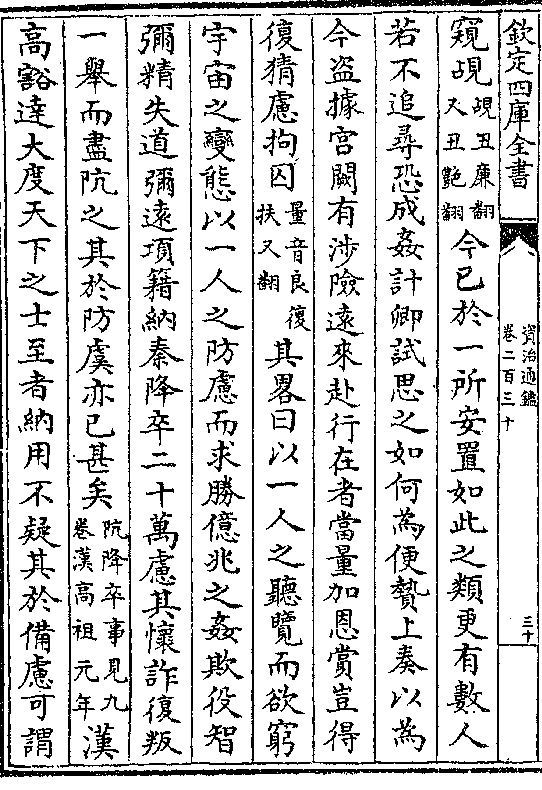 欽定四庫全書
資治通鑑
卷二百三十
三十
窺覘覘丑亷翻又丑艷翻今已於一所安置如此之類更有數人
若不追尋恐成姦計卿試思之如何為便贄上奏以為
今盗據宫闕有涉險逺來赴行在者當量加恩賞豈得
復猜慮拘囚量音良復扶又翻其畧曰以一人之聽覽而欲窮
宇宙之變態以一人之防慮而求勝億兆之姦欺役智
彌精失道彌逺項籍納秦降卒二十萬慮其懷詐復叛
一舉而盡阬之其於防虞亦已甚矣阬降卒事見九卷漢高祖元年漢
高豁達大度天下之士至者納用不疑其於備慮可謂